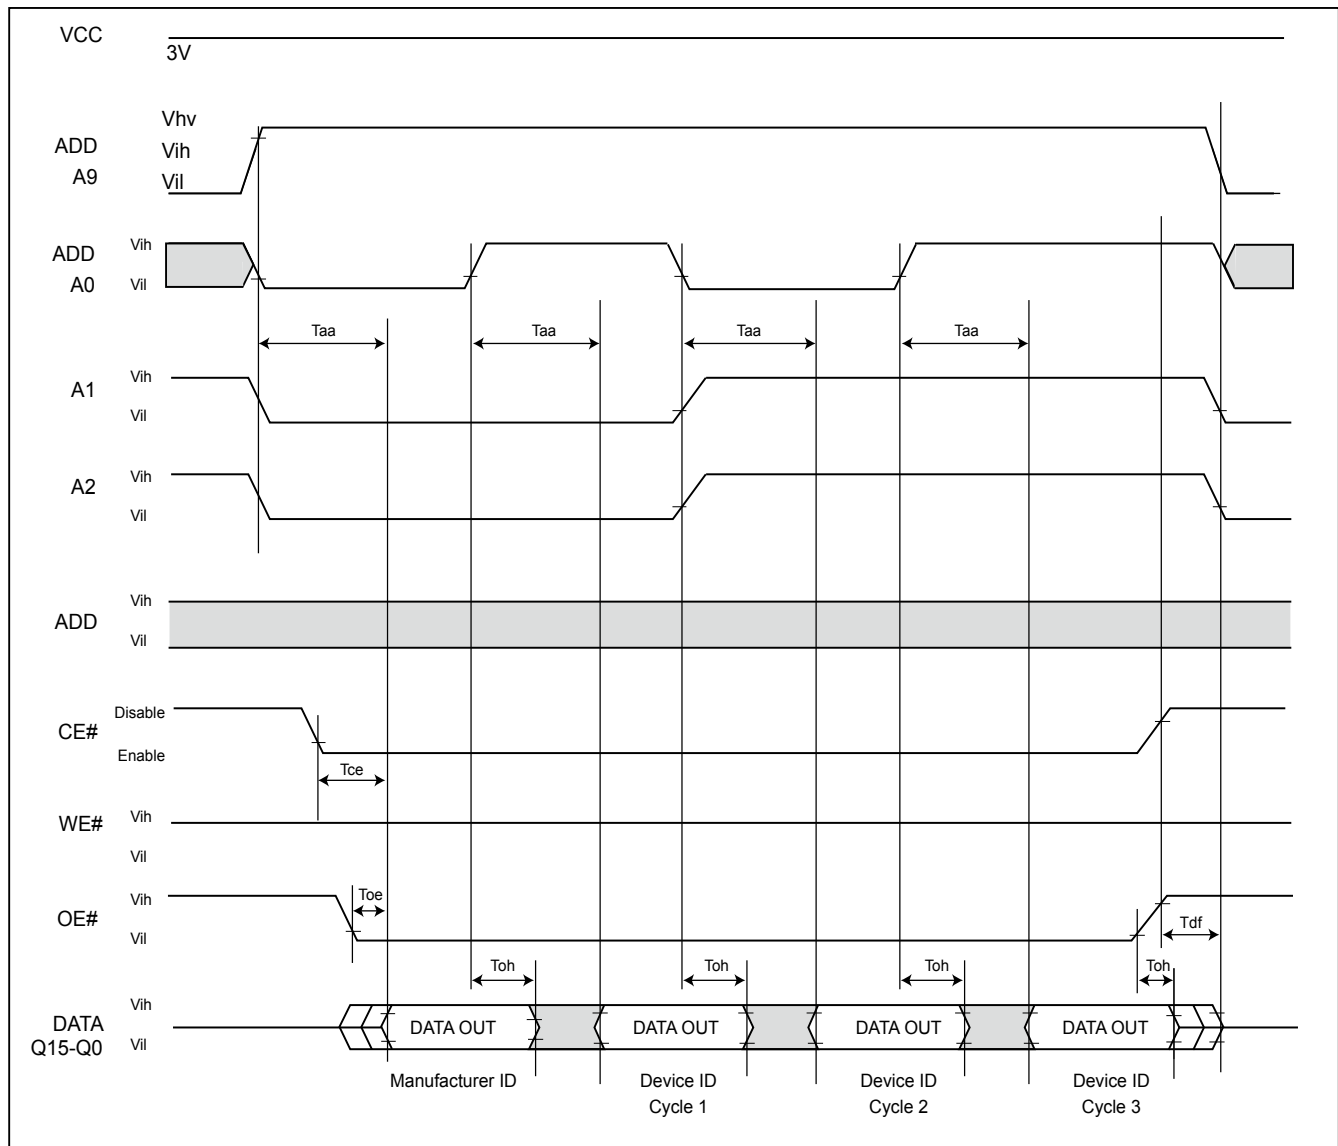 VCC
3V
Vhv
ADD
Vih
A9
Vil
ADD
Vih
A0
Vil
Taa
Taa
Taa
Taa
Vih
A1
Vil
Vih
A2
Vil
Vih
ADD
Vil
Disable
CE#
Enable
Tce
WE#
Vih
Vil
Vih
Toe
OE#
Vil
Tdf
Toh
Toh
Toh
Toh
Vih
DATA
Q15-Q0
Vil
DATA OUT
DATA OUT
DATA OUT
DATA OUT
Manufacturer ID
Device ID
Cycle 1
Device ID
Cycle 2
Device ID
Cycle 3